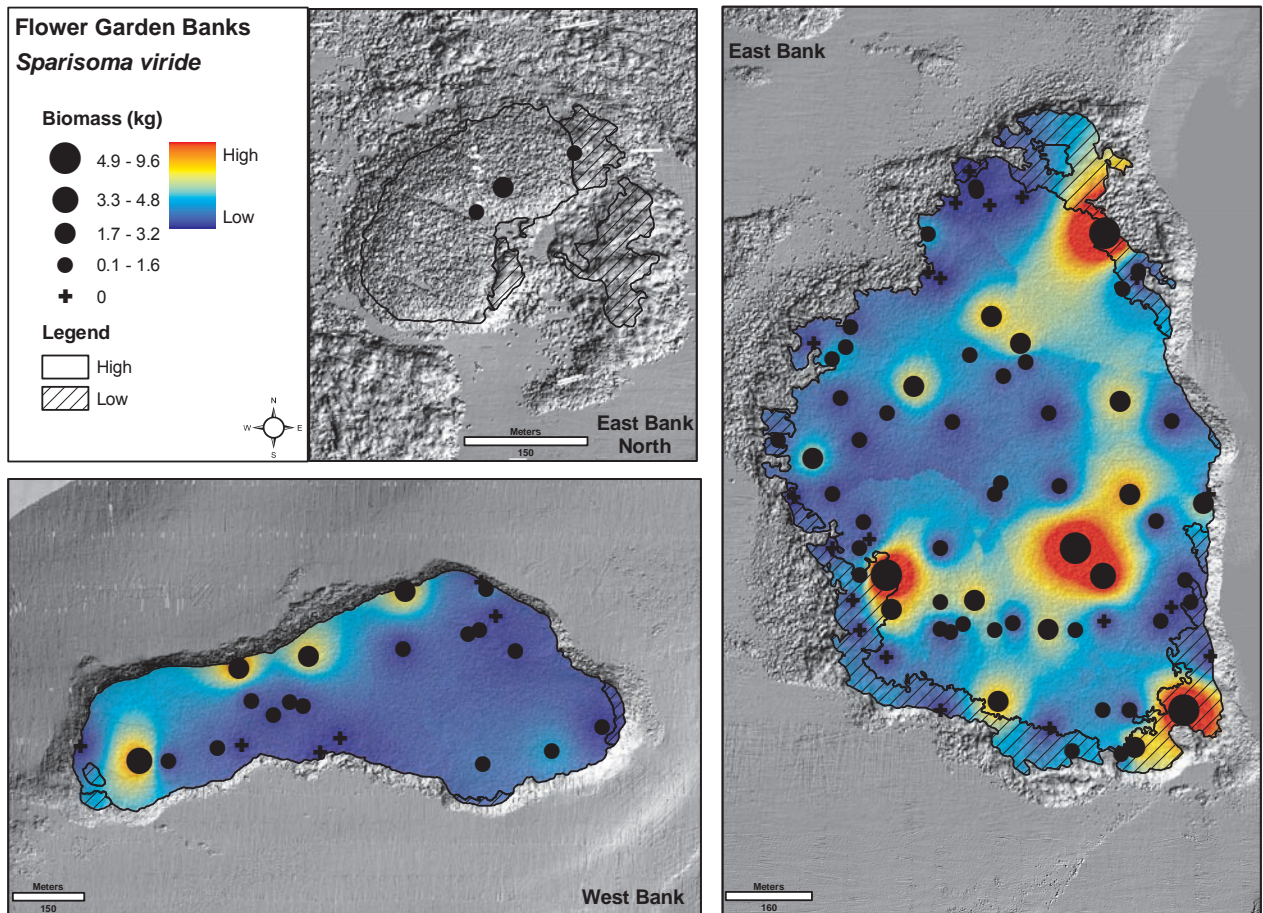 Flower Garden Banks
Sparisoma viride
Biomass (kg)
4.9 - 9.6
3.3 - 4.8
1.7 - 3.2
0.1 - 1.6
0
High
Low
Legend
High
Low
N
W
E
S
Meters
150
East Bank
North
East Bank
Meters
160
Meters
150
West Bank